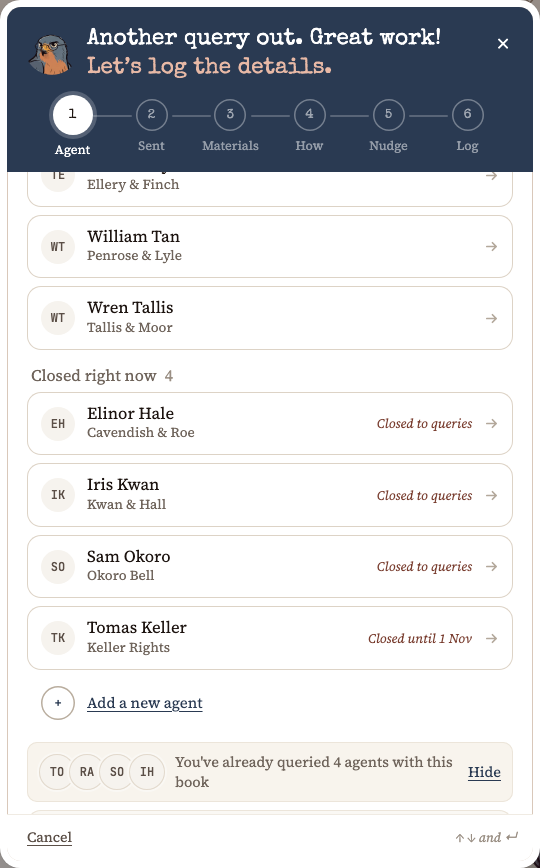 Another query out. Great work!
Let's log the details.
1
2
3
4
5
6
Agent
Sent
Materials
How
Nudge
Log
TE
Ellery & Finch
WT
William Tan
Penrose & Lyle
WT
Wren Tallis
Tallis & Moor
Closed right now 4
EH
Elinor Hale
Cavendish & Roe
Closed to queries
IK
Iris Kwan
Kwan & Hall
Closed to queries
SO
Sam Okoro
Okoro Bell
Closed to queries
TK
Tomas Keller
Keller Rights
Closed until 1 Nov
Add a new agent
TO
RA
SO
IH
You've already queried 4 agents with this
book
Hide
Cancel
↑↓ and ↵